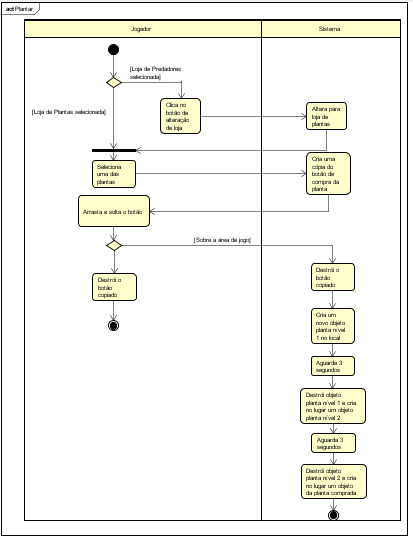 act Plantar
Jogador
Sistema
[Loja de Predadores
selecionada]
[Loja de Plantas selecionada]
Clica no
botão de
alteração
de loja
Altera para
loja de
plantas
Seleciona
uma das
plantas
Cria uma
cópia do
botão de
compra da
planta
Arrasta e solta o botão
[Sobre a área de jogo]
Destrói o
botão
copiado
Destrói o
botão
copiado
Cria um
novo objeto
planta nível
1 no local
Aguarde 3
segundos
Destrói objeto
planta nível 1 e cria
no lugar um objeto
planta nível 2
Aguarde 3
segundos
Destrói objeto
planta nível 2 e cria
no lugar um objeto
da planta comprada